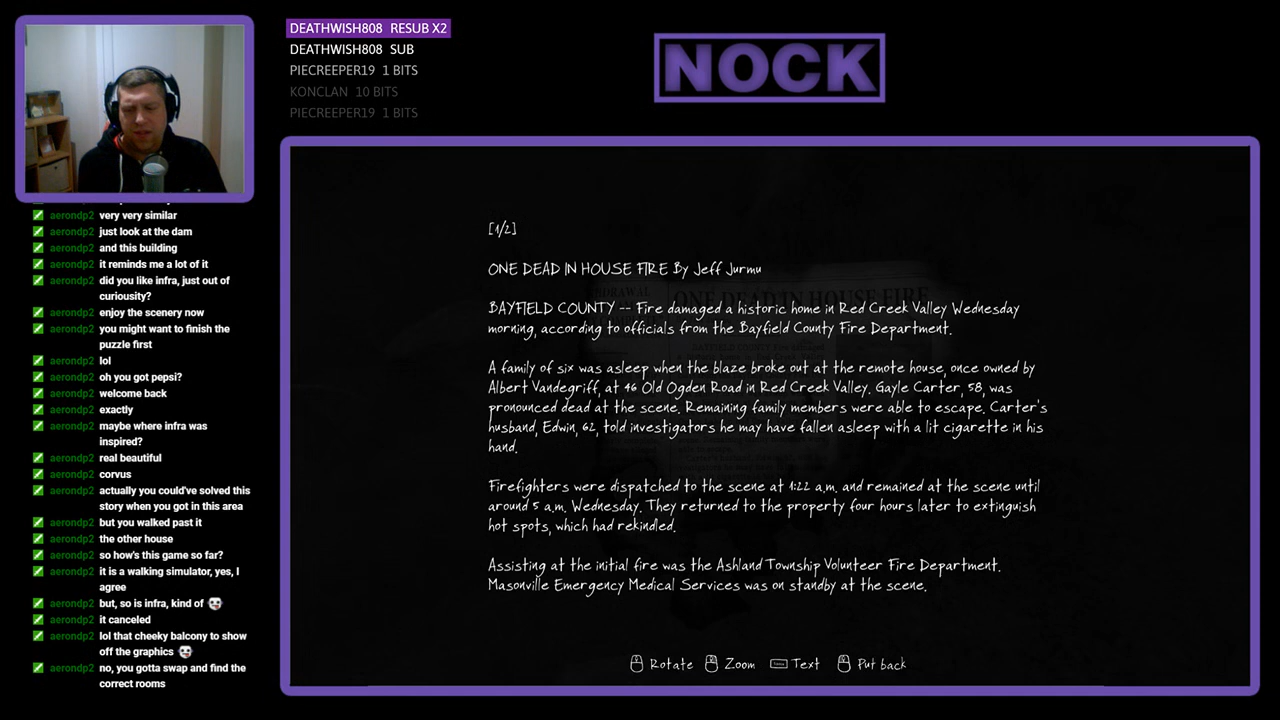 DEATHWISH808 RESUB X2
DEATHWISH808 SUB
PIECREEPER19 1 BITS
KONCLAN 10 BITS
PIECREEPER19 1 BITS
NOCK
aerondp2 very very similar
aerondp2 just look at the dam
aerondp2 and this building
aerondp2 it reminds me a lot of it
aerondp2 did you like infra, just out of
curiosity?
aerondp2 enjoy the scenery now
aerondp2 you might want to finish the
puzzle first
aerondp2 lol
aerondp2 oh you got pepsi?
aerondp2 welcome back
aerondp2 exactly
aerondp2 maybe where infra was
inspired?
aerondp2 real beautiful
aerondp2 corvus
aerondp2 actually you could've solved this
story when you got in this area
aerondp2 but you walked past it
aerondp2 the other house
aerondp2 so how's this game so far?
aerondp2 it is a walking simulator, yes, I
agree
aerondp2 but, so is infra, kind of
aerondp2 it canceled
aerondp2 lol that cheeky balcony to show
off the graphics
aerondp2 no, you gotta swap and find the
correct rooms
[1/2]
ONE DEAD IN HOUSE FIRE By Jeff Jurmu
BAYFIELD COUNTY -- Fire damaged a historic home in Red Creek Valley Wednesday
morning, according to officials from the Bayfield County Fire Department.
A family of six was asleep when the blaze broke out at the remote house, once owned by
Albert Vandegriff, at 46 Old Ogden Road in Red Creek Valley. Gayle Carter, 58, was
pronounced dead at the scene. Remaining family members were able to escape. Carter's
husband, Edwin, 62, told investigators he may have fallen asleep with a lit cigarette in his
hand.
Firefighters were dispatched to the scene at 1:22 a.m. and remained at the scene until
around 5 a.m. Wednesday. They returned to the property four hours later to extinguish
hot spots, which had rekindled.
Assisting at the initial fire was the Ashland Township Volunteer Fire Department.
Masonville Emergency Medical Services was on standby at the scene.
Rotate Zoom Text Put back